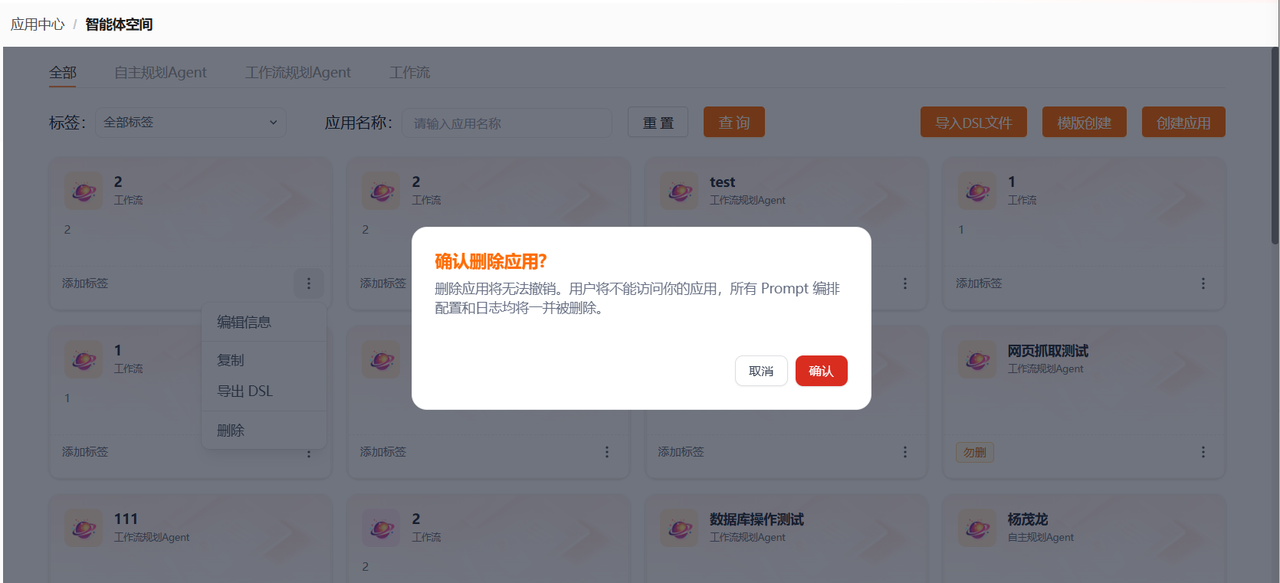 应用中心 / 智能体空间
全部 自主规划Agent 工作流规划Agent 工作流
标签： 全部标签 应用名称： 请输入应用名称 重 置 查 询 导入DSL文件 模版创建 创建应用
2
工作流
2
添加标签
2
工作流
2
添加标签
test
工作流规划Agent
1
工作流
1
添加标签
编辑信息
复制
导出 DSL
删除
确认删除应用?
删除应用将无法撤销。用户将不能访问你的应用，所有 Prompt 编排
配置和日志均将一并被删除。
取消 确认
1
工作流
1
添加标签
添加标签
添加标签
网页抓取测试
工作流规划Agent
勿删
111
工作流规划Agent
2
工作流
2
数据库操作测试
工作流规划Agent
杨茂龙
自主规划Agent